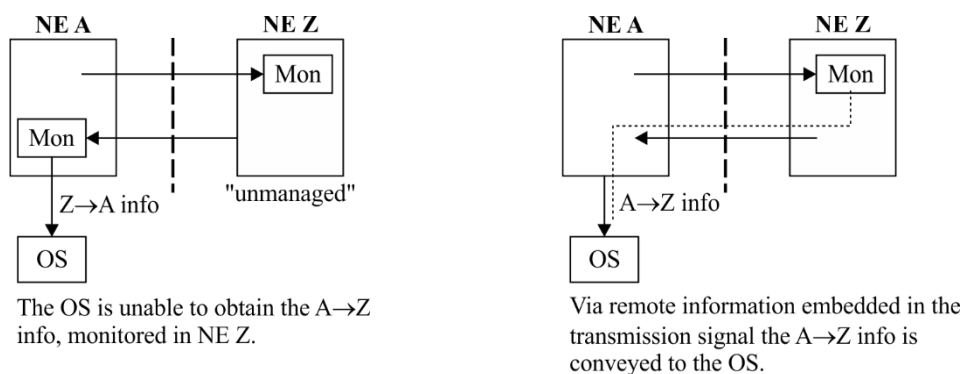 NE A
NE Z
Mon
Mon
"unmanaged"
Z→A info
OS
The OS is unable to obtain the A→Z
info, monitored in NE Z.
NE A
NE Z
Mon
A→Z info
OS
Via remote information embedded in the
transmission signal the A→Z info is
conveyed to the OS.